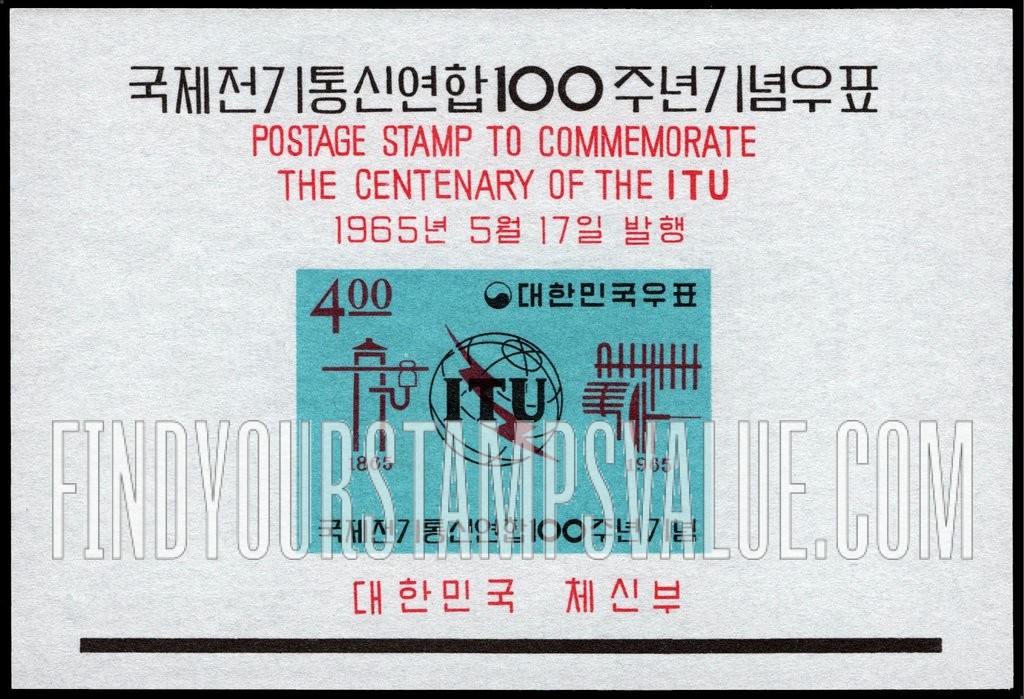 국제전기통신연합100주년기념우표
POSTAGE STAMP TO COMMEMORATE
THE CENTENARY OF THE ITU
1965년 5월 17일 발행
400 대한민국우표
ITU
1865 1965
FINDYOURSTAMPSVALUE.COM
국제전기통신연합100주년기념
대한민국 체신부